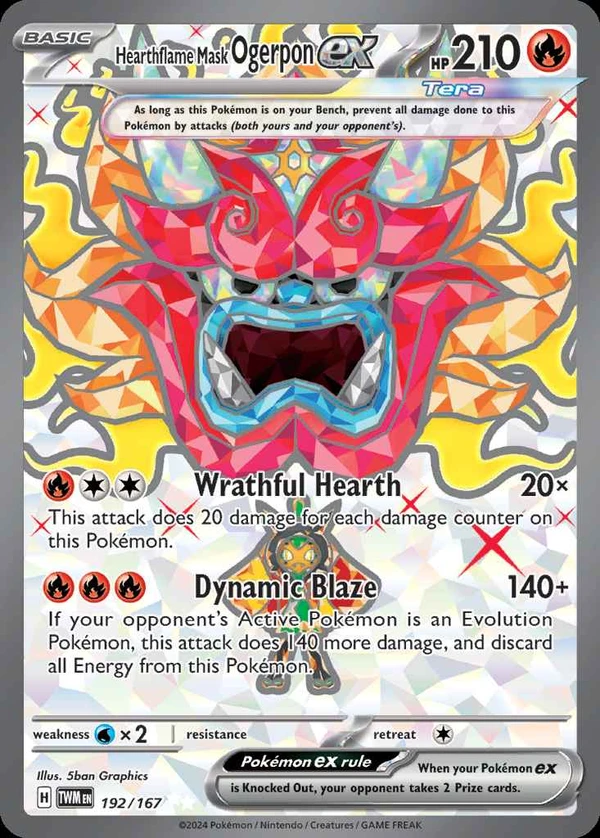 BASIC
Hearthflame Mask Ogerpon ex HP 210
Tera
As long as this Pokémon is on your Bench, prevent all damage done to this
Pokémon by attacks (both yours and your opponent's).
Wrathful Hearth 20×
This attack does 20 damage for each damage counter on
this Pokémon.
Dynamic Blaze 140+
If your opponent's Active Pokémon is an Evolution
Pokémon, this attack does 140 more damage, and discard
all Energy from this Pokémon.
weakness ×2 resistance retreat
Pokémon ex rule When your Pokémon ex
is Knocked Out, your opponent takes 2 Prize cards.
Illus. 5ban Graphics
H TWM EN 192/167
©2024 Pokémon / Nintendo / Creatures / GAME FREAK